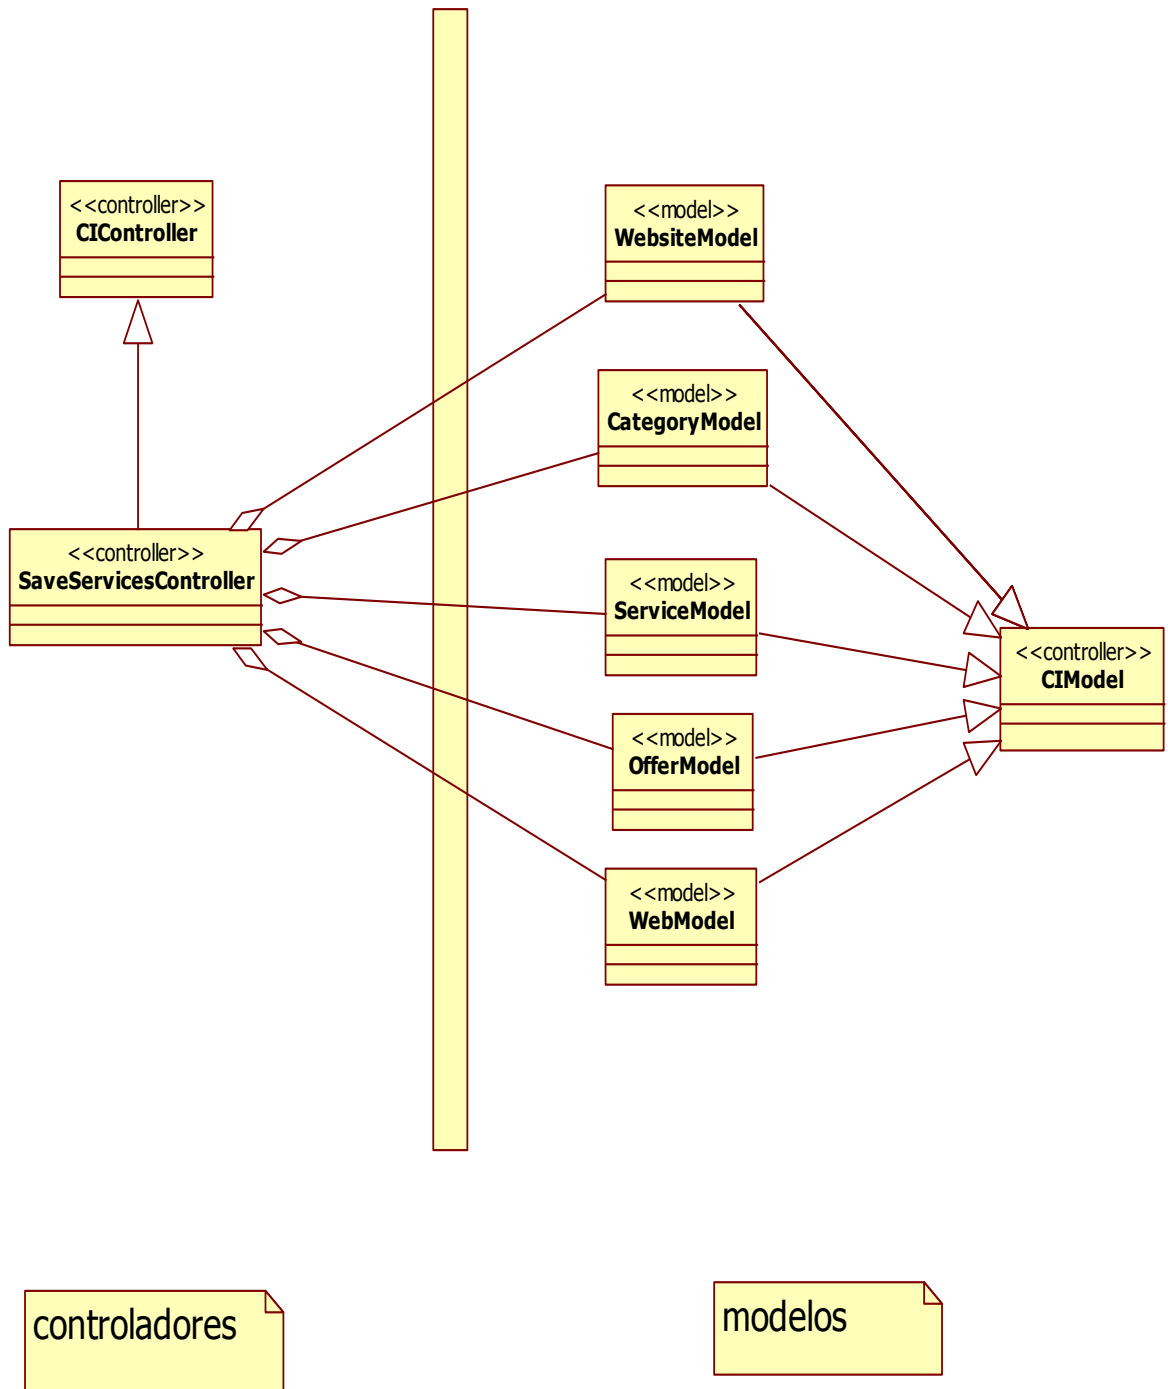 <<controller>>
CIController
<<model>>
WebsiteModel
<<model>>
CategoryModel
<<controller>>
SaveServicesController
<<model>>
ServiceModel
<<controller>>
CIModel
<<model>>
OfferModel
<<model>>
WebModel
controladores
modelos